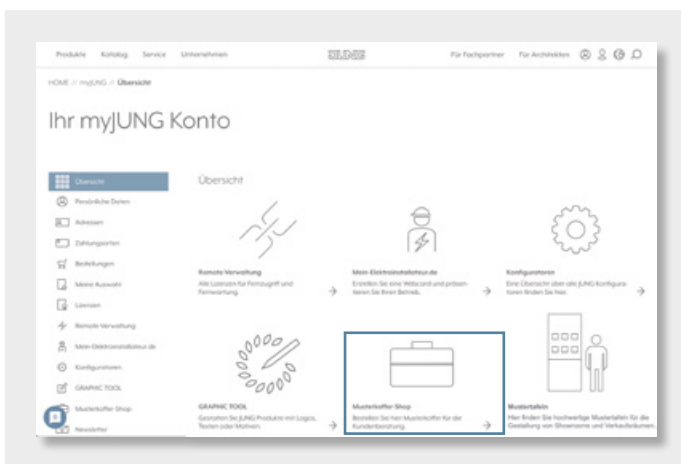 Produkte Katalog Service Unternehmen JUNG Für Fachpartner Für Architekten
HOME // myJUNG // Übersicht
Ihr myJUNG Konto
Übersicht
Persönliche Daten
Adressen
Zahlungsarten
Bestellungen
Meine Auswahl
Lizenzen
Remote Verwaltung
Mein Elektroinstallateur.de
Konfiguratoren
GRAPHIC TOOL
Musterkoffer Shop
Newsletter
Übersicht
Remote Verwaltung
Alle Lizenzen für Fernzugriff und
Fernwartung.
Mein-Elektroinstallateur.de
Erstellen Sie eine Webcard und präsen-
tieren Sie Ihren Betrieb.
Konfiguratoren
Eine Übersicht über alle JUNG Konfigura-
toren finden Sie hier.
GRAPHIC TOOL
Gestalten Sie JUNG Produkte mit Logos,
Texten oder Motiven.
Musterkoffer-Shop
Bestellen Sie hier Musterkoffer für die
Kundenberatung.
Mustertafeln
Hier finden Sie hochwertige Mustertafeln für die
Gestaltung von Showrooms und Verkaufsräumen.